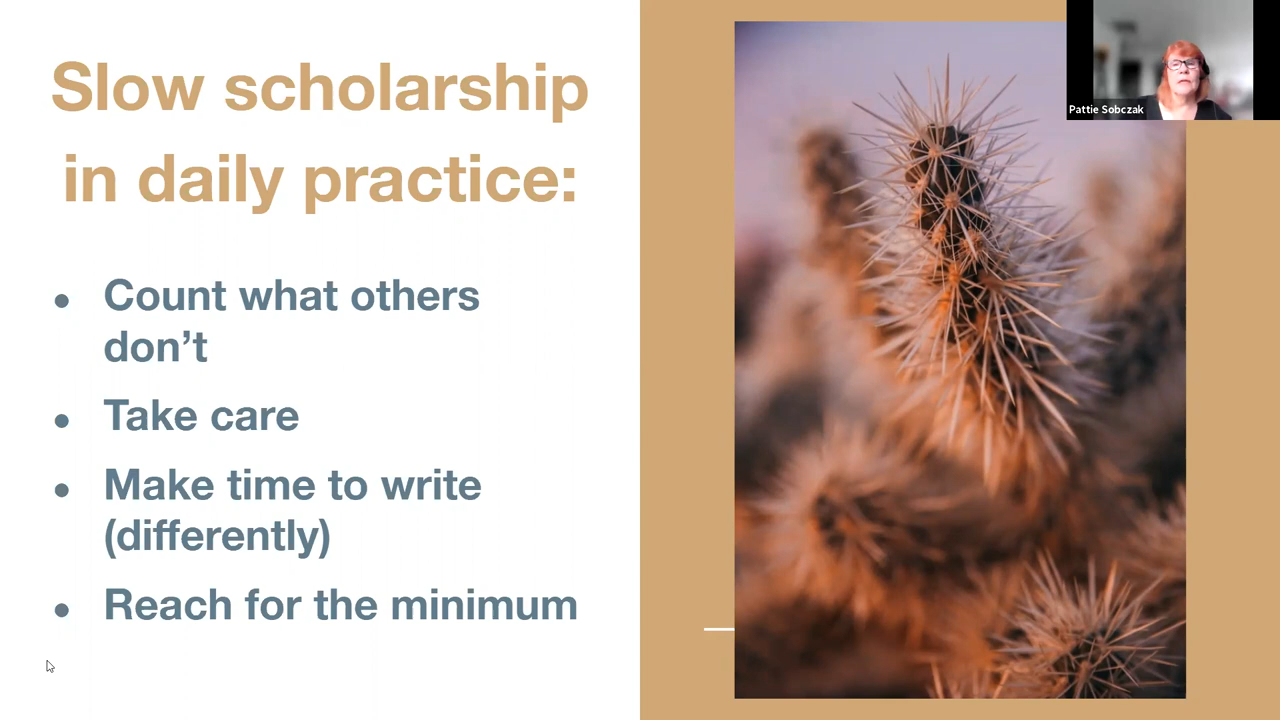 Slow scholarship
in daily practice:
• Count what others
don’t
• Take care
• Make time to write
(differently)
• Reach for the minimum
Pattie Sobczak